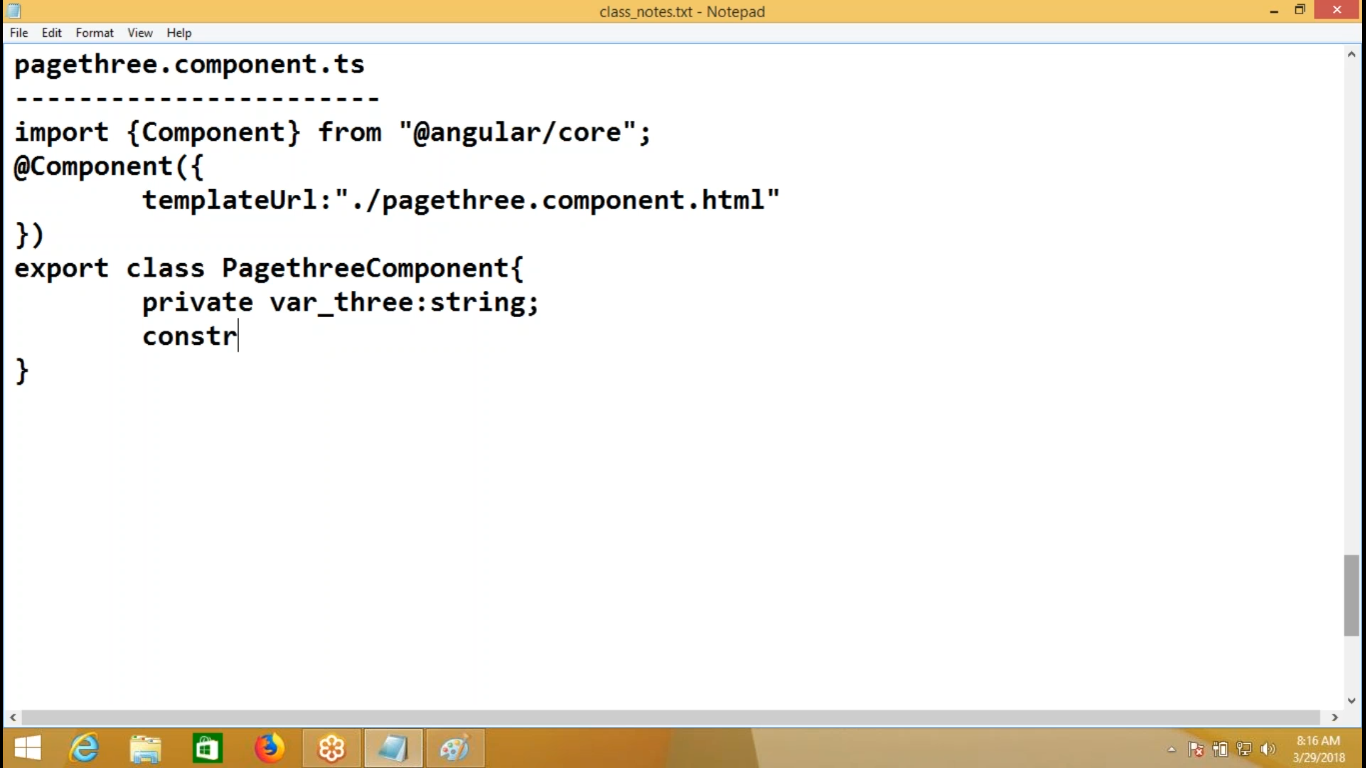 class_notes.txt - Notepad
File Edit Format View Help
pagethree.component.ts
-----------------------
import {Component} from "@angular/core";
@Component({
templateUrl:"./pagethree.component.html"
})
export class PagethreeComponent{
private var_three:string;
constr
}
8:16 AM
3/29/2018